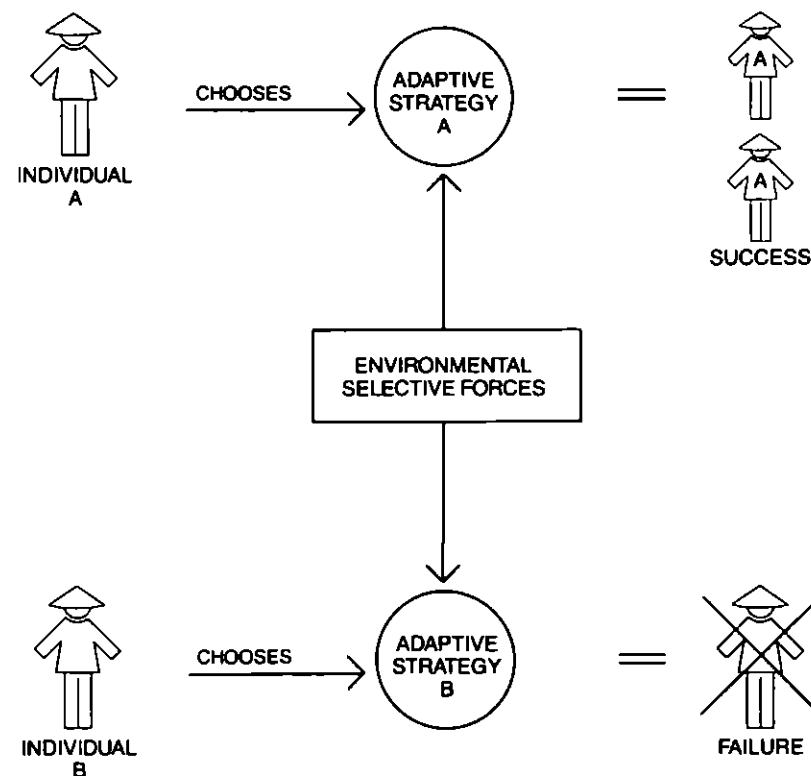 CHOOSES
ADAPTIVE
STRATEGY
A
A
A
INDIVIDUAL
A
SUCCESS
ENVIRONMENTAL
SELECTIVE FORCES
CHOOSES
ADAPTIVE
STRATEGY
B
INDIVIDUAL
B
FAILURE